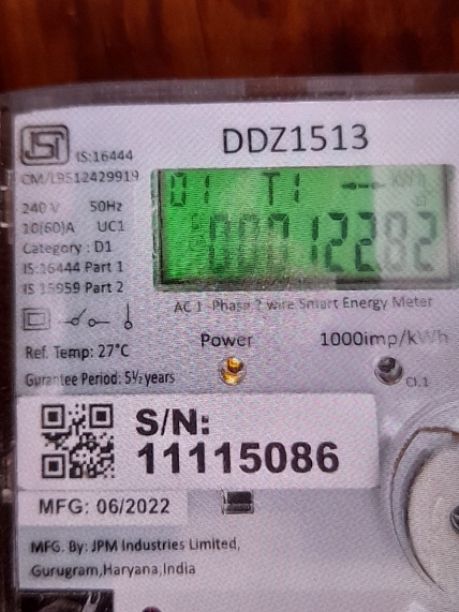 DDZ1513
IS:16444
CM/L9512429919
240 V 50Hz
10(60)A UC1
Category : D1
IS:16444 Part 1
IS 15959 Part 2
01 T1 kWh
00012282
AC 1-Phase 2 wire Smart Energy Meter
Ref. Temp: 27°C
Power
1000imp/kWh
Gurantee Period: 5½ years
Cl.1
S/N:
11115086
MFG: 06/2022
MFG. By: JPM Industries Limited,
Gurugram,Haryana,India